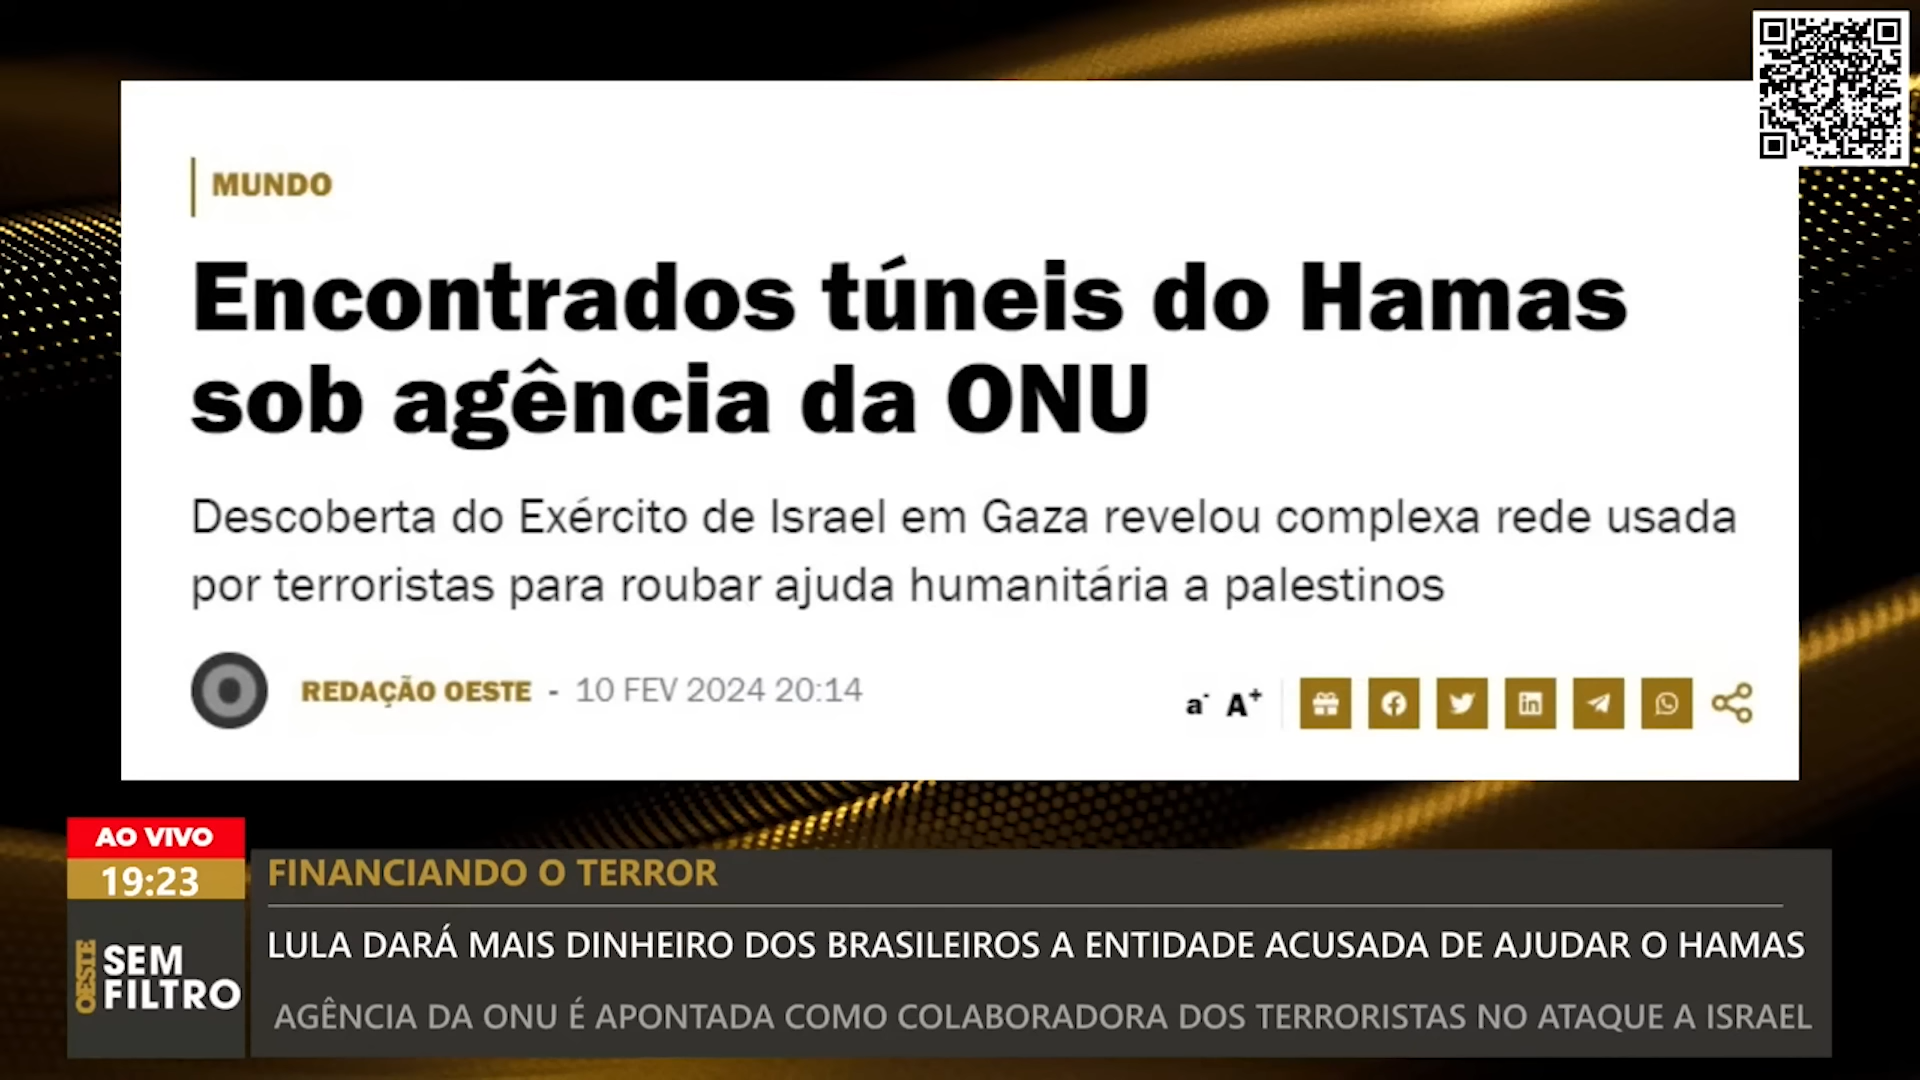 MUNDO
Encontrados túneis do Hamas
sob agência da ONU
Descoberta do Exército de Israel em Gaza revelou complexa rede usada
por terroristas para roubar ajuda humanitária a palestinos
REDAÇÃO OESTE - 10 FEV 2024 20:14
a- A+
AO VIVO
19:23
OESTE
SEM
FILTRO
FINANCIANDO O TERROR
LULA DARÁ MAIS DINHEIRO DOS BRASILEIROS A ENTIDADE ACUSADA DE AJUDAR O HAMAS
AGÊNCIA DA ONU É APONTADA COMO COLABORADORA DOS TERRORISTAS NO ATAQUE A ISRAEL